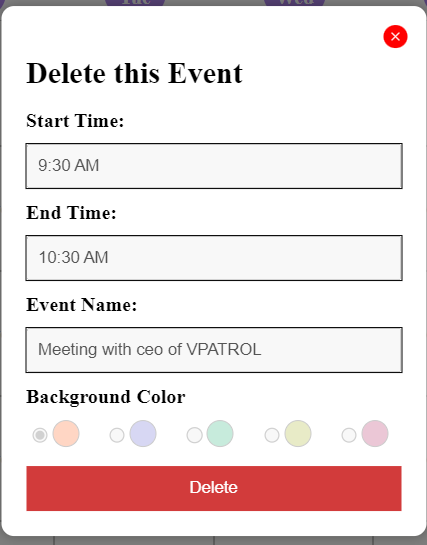 Tue Wed
Delete this Event
Start Time:
9:30 AM
End Time:
10:30 AM
Event Name:
Meeting with ceo of VPATROL
Background Color
Delete